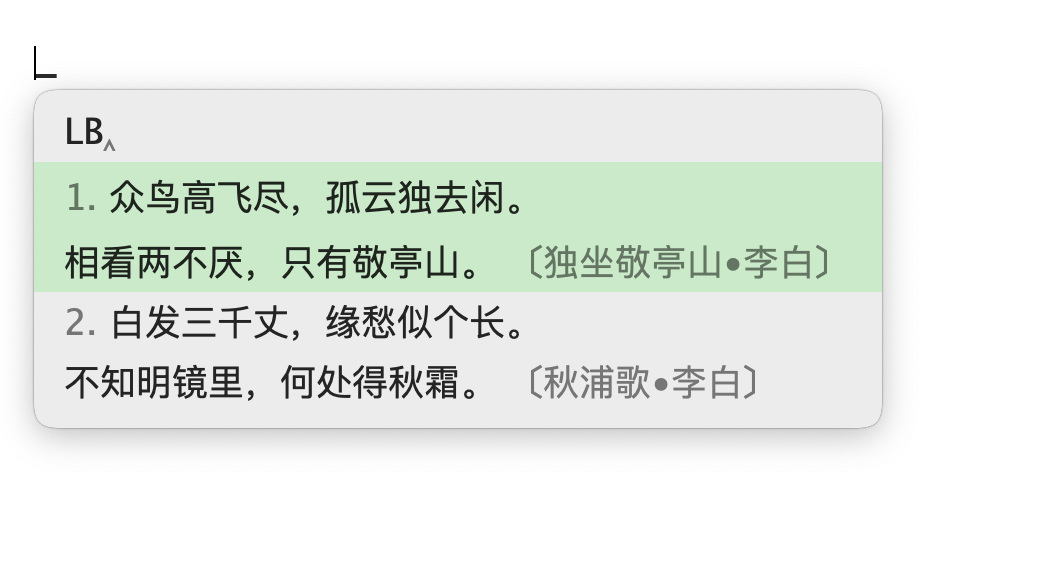 LB‸
1. 众鸟高飞尽，孤云独去闲。
相看两不厌，只有敬亭山。 〔独坐敬亭山•李白〕
2. 白发三千丈，缘愁似个长。
不知明镜里，何处得秋霜。 〔秋浦歌•李白〕